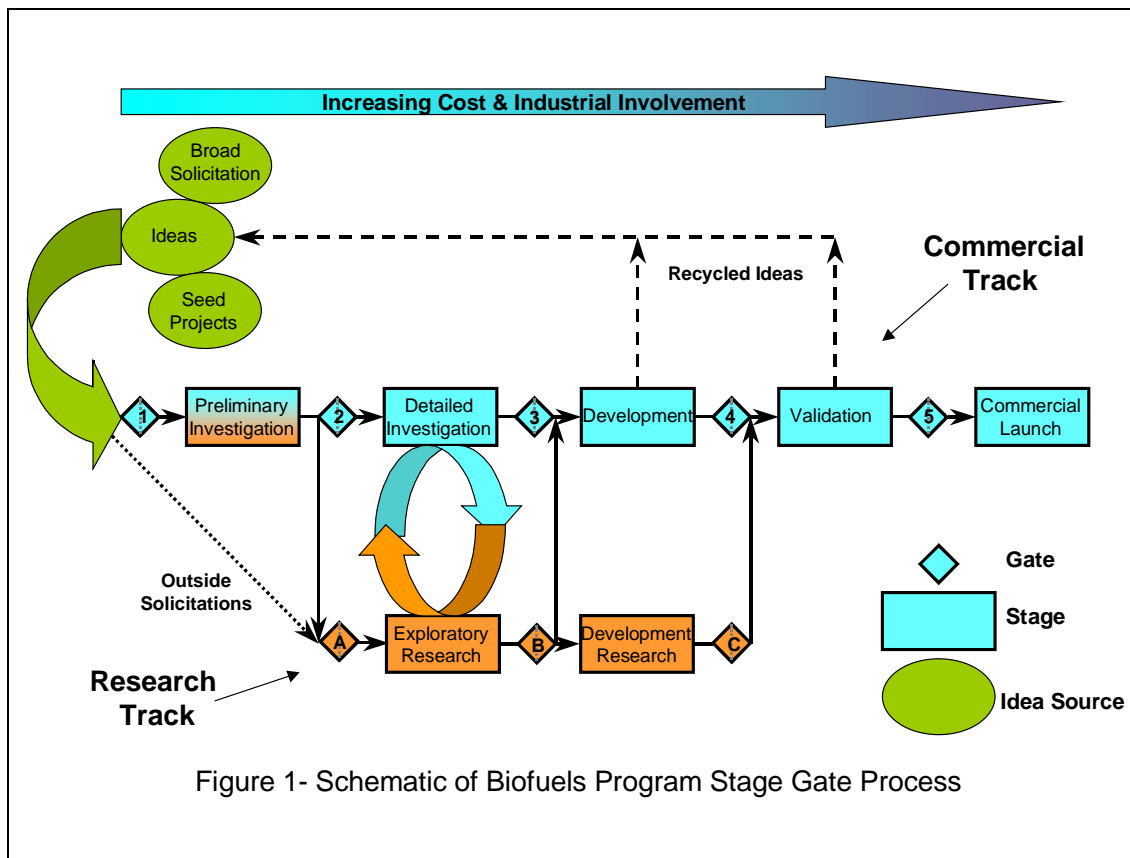 Increasing Cost & Industrial Involvement
Broad
Solicitation
Ideas
Seed
Projects
Recycled Ideas
Commercial
Track
1
Preliminary
Investigation
2
Detailed
Investigation
3
Development
4
Validation
5
Commercial
Launch
Outside
Solicitations
A
Exploratory
Research
B
Development
Research
C
Research
Track
Gate
Stage
Idea Source
Figure 1- Schematic of Biofuels Program Stage Gate Process